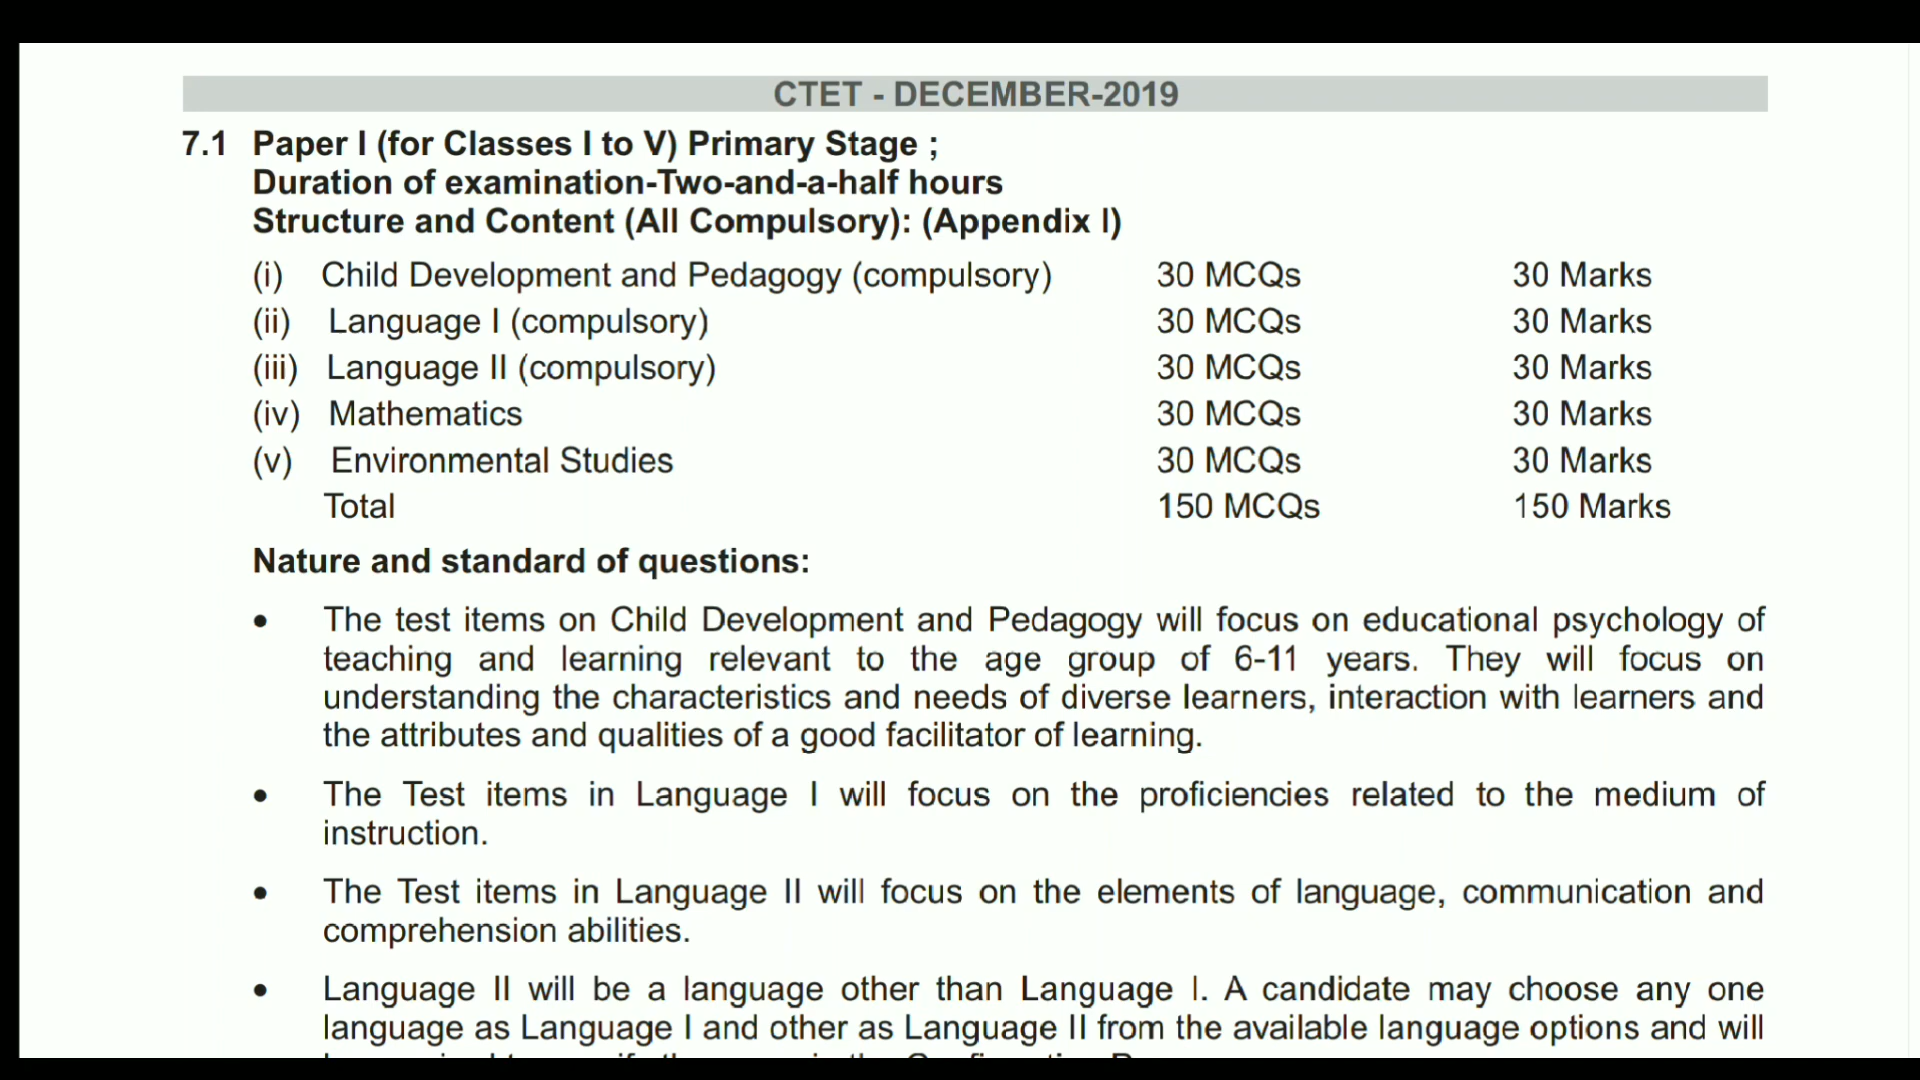 CTET - DECEMBER-2019
7.1 Paper I (for Classes I to V) Primary Stage ;
Duration of examination-Two-and-a-half hours
Structure and Content (All Compulsory): (Appendix I)
(i) Child Development and Pedagogy (compulsory) 30 MCQs 30 Marks
(ii) Language I (compulsory) 30 MCQs 30 Marks
(iii) Language II (compulsory) 30 MCQs 30 Marks
(iv) Mathematics 30 MCQs 30 Marks
(v) Environmental Studies 30 MCQs 30 Marks
Total 150 MCQs 150 Marks
Nature and standard of questions:
• The test items on Child Development and Pedagogy will focus on educational psychology of
teaching and learning relevant to the age group of 6-11 years. They will focus on
understanding the characteristics and needs of diverse learners, interaction with learners and
the attributes and qualities of a good facilitator of learning.
• The Test items in Language I will focus on the proficiencies related to the medium of
instruction.
• The Test items in Language II will focus on the elements of language, communication and
comprehension abilities.
• Language II will be a language other than Language I. A candidate may choose any one
language as Language I and other as Language II from the available language options and will